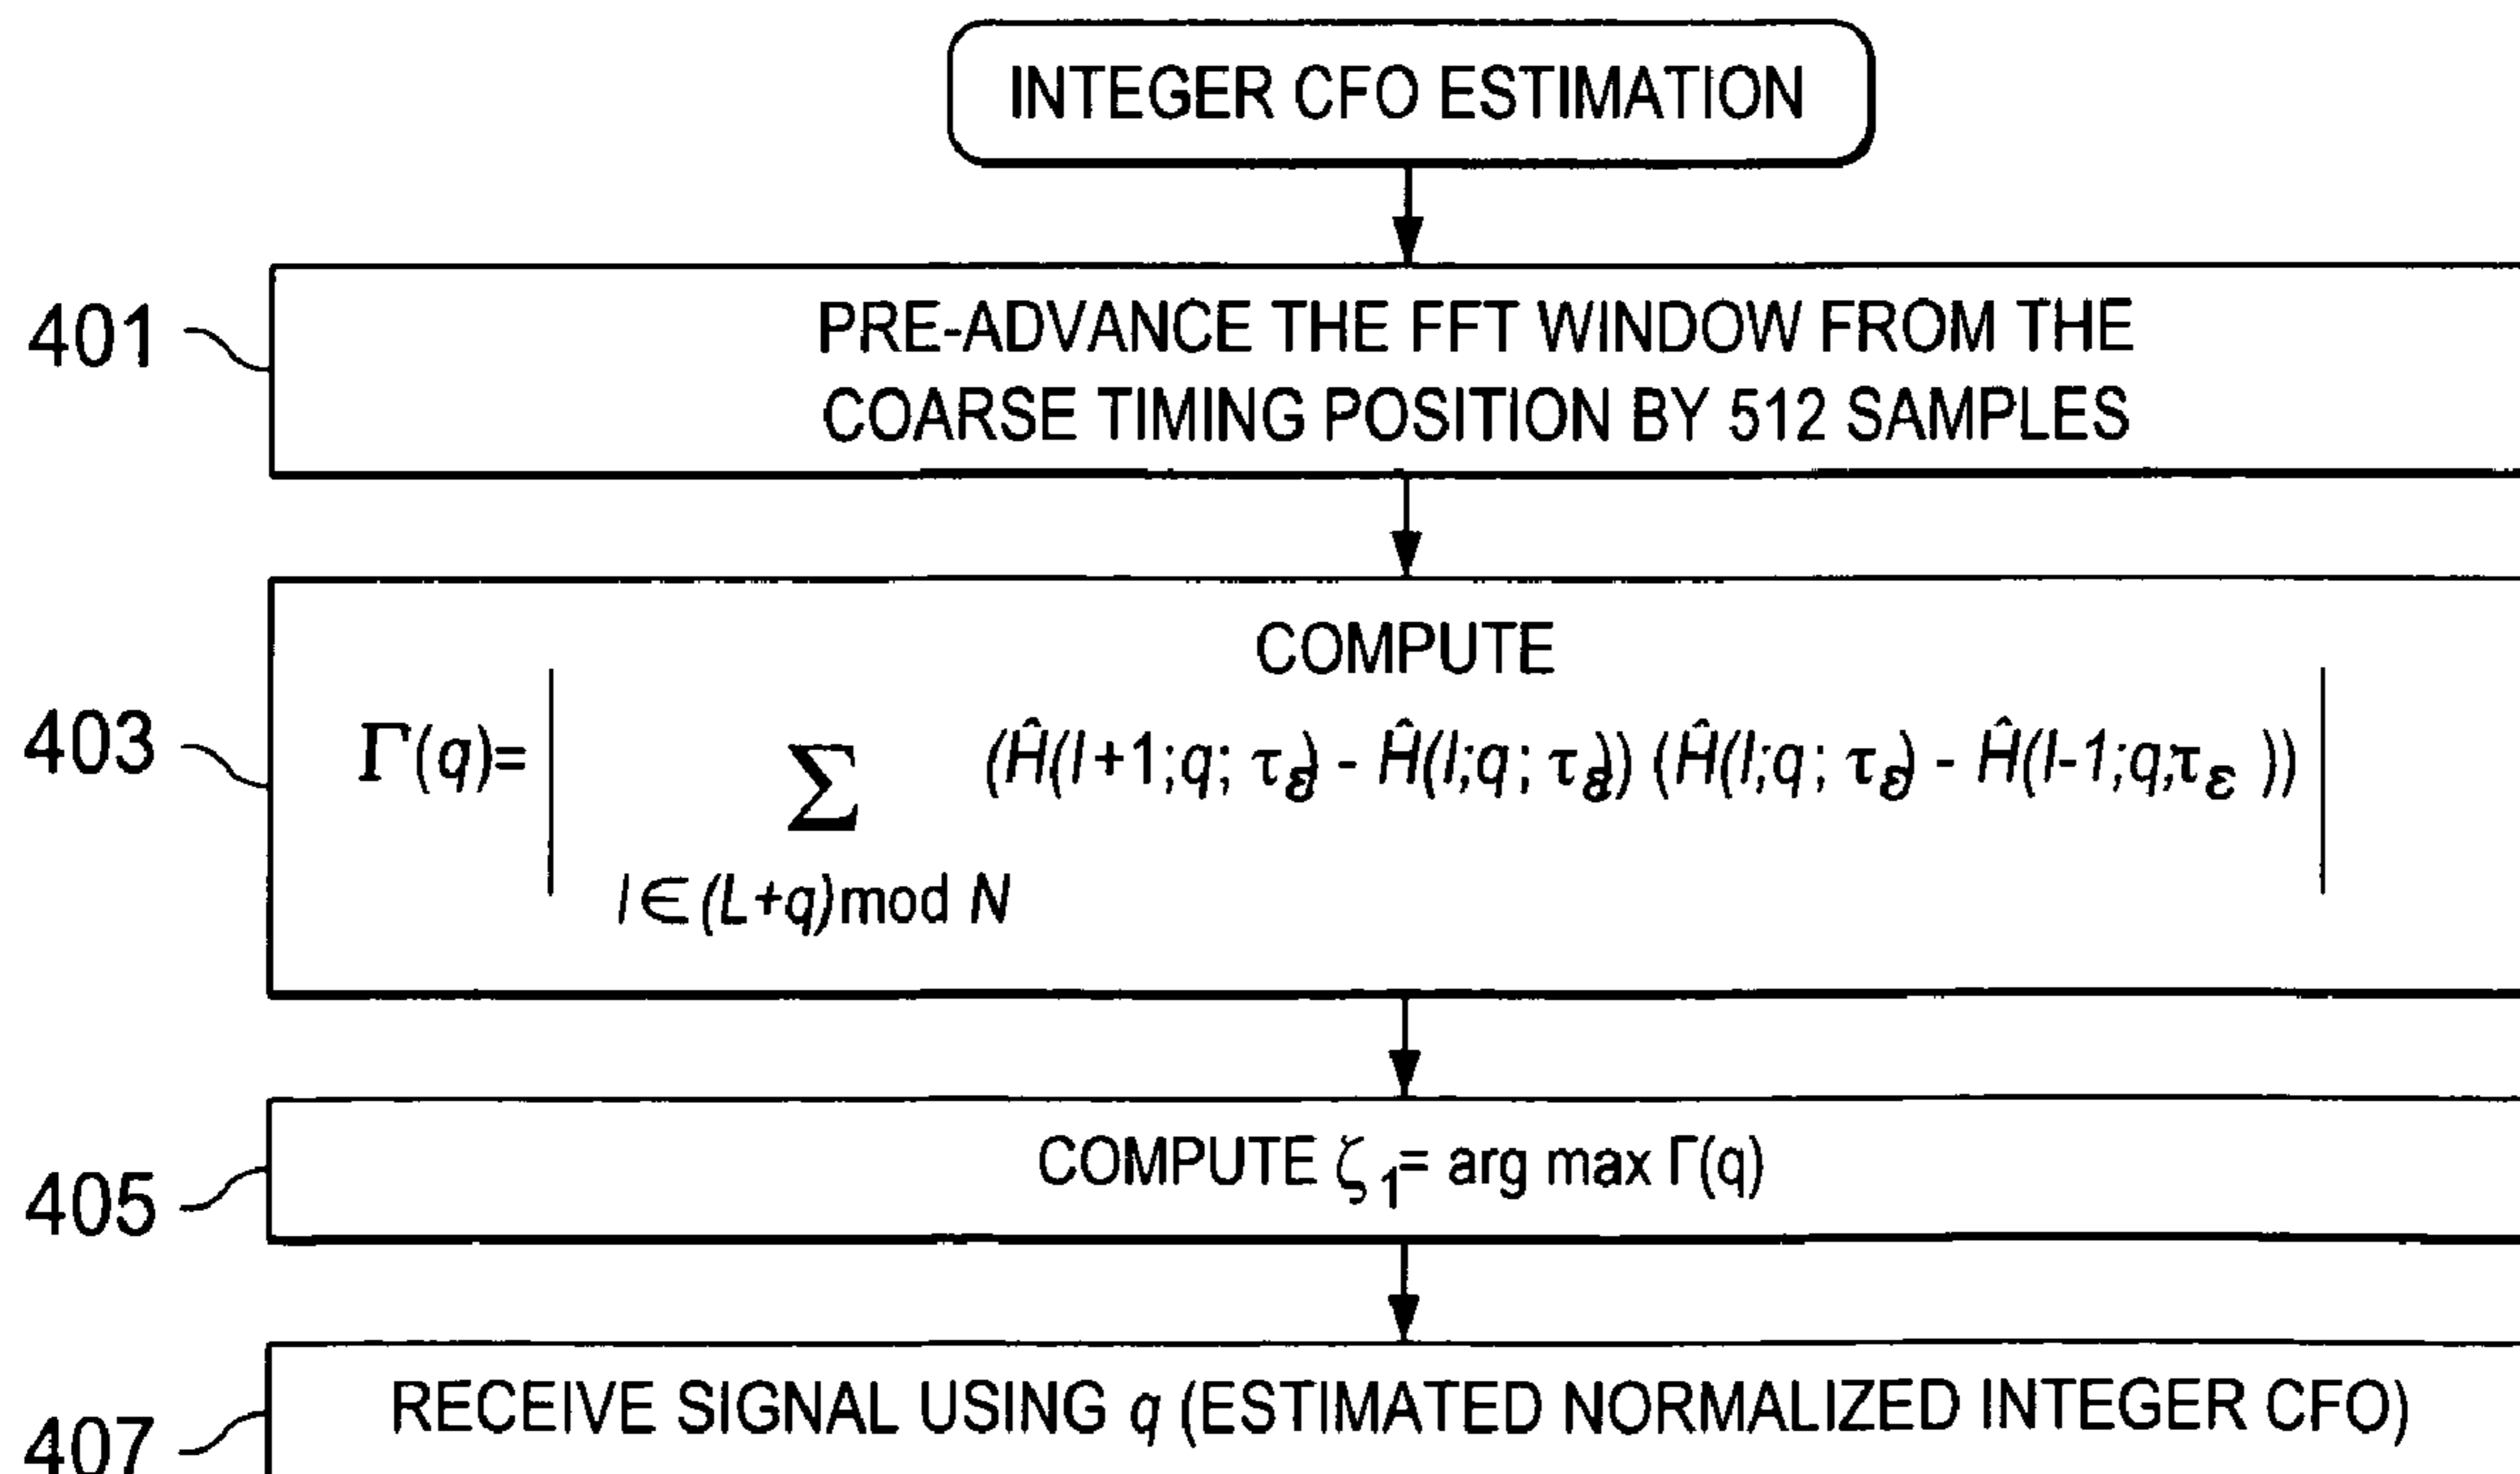 INTEGER CFO ESTIMATION
401
PRE-ADVANCE THE FFT WINDOW FROM THE
COARSE TIMING POSITION BY 512 SAMPLES
403
COMPUTE
Γ(q)= | Σ (Ĥ(l+1;q; τε) - Ĥ(l;q; τε)) (Ĥ(l;q; τε) - Ĥ(l-1;q;τε )) |
l∈(L+q)mod N
405
COMPUTE ζ1= arg max Γ(q)
407
RECEIVE SIGNAL USING q (ESTIMATED NORMALIZED INTEGER CFO)